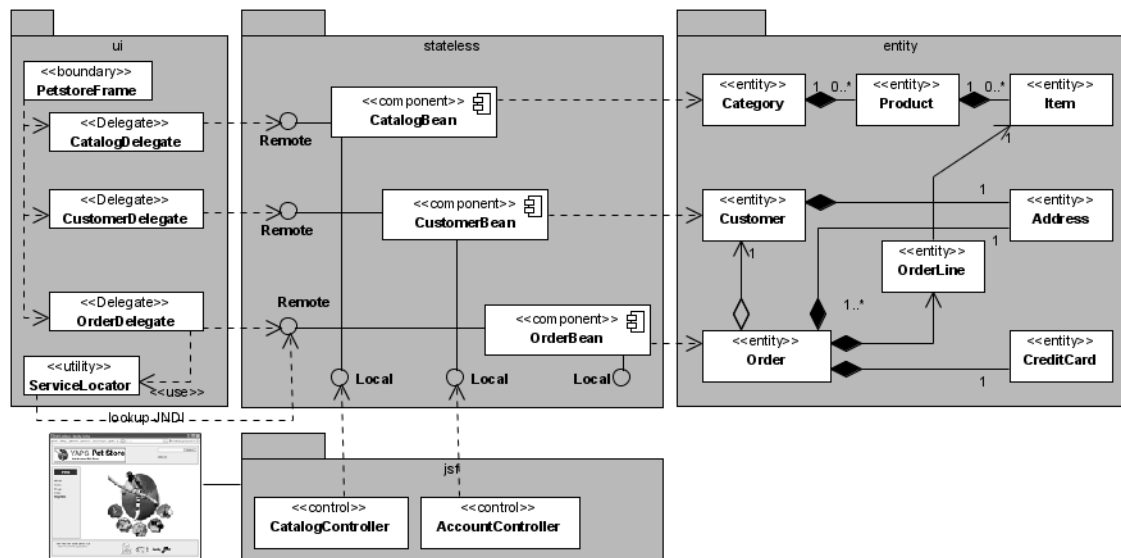 ui
<<boundary>>
PetstoreFrame
<<Delegate>>
CatalogDelegate
<<Delegate>>
CustomerDelegate
<<Delegate>>
OrderDelegate
<<utility>>
ServiceLocator
<<use>>
lookup JNDI
stateless
<<component>>
CatalogBean
Remote
<<component>>
CustomerBean
Remote
Remote
<<component>>
OrderBean
Local
Local
Local
entity
<<entity>>
Category
1 0..*
<<entity>>
Product
1 0..*
<<entity>>
Item
1
<<entity>>
Customer
1
<<entity>>
Address
1
1
<<entity>>
OrderLine
1..*
<<entity>>
Order
<<entity>>
CreditCard
1
YAPS Pet Store
jsf
<<control>>
CatalogController
<<control>>
AccountController